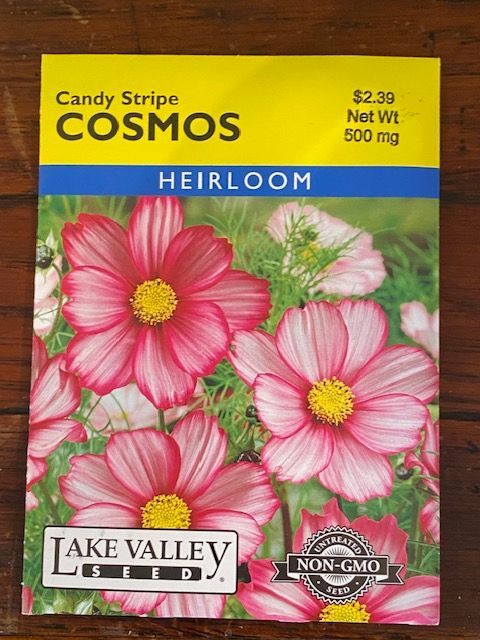 Candy Stripe
COSMOS
$2.39
Net Wt
500 mg
HEIRLOOM
LAKE VALLEY
SEED®
UNTREATED
NON-GMO
SEED